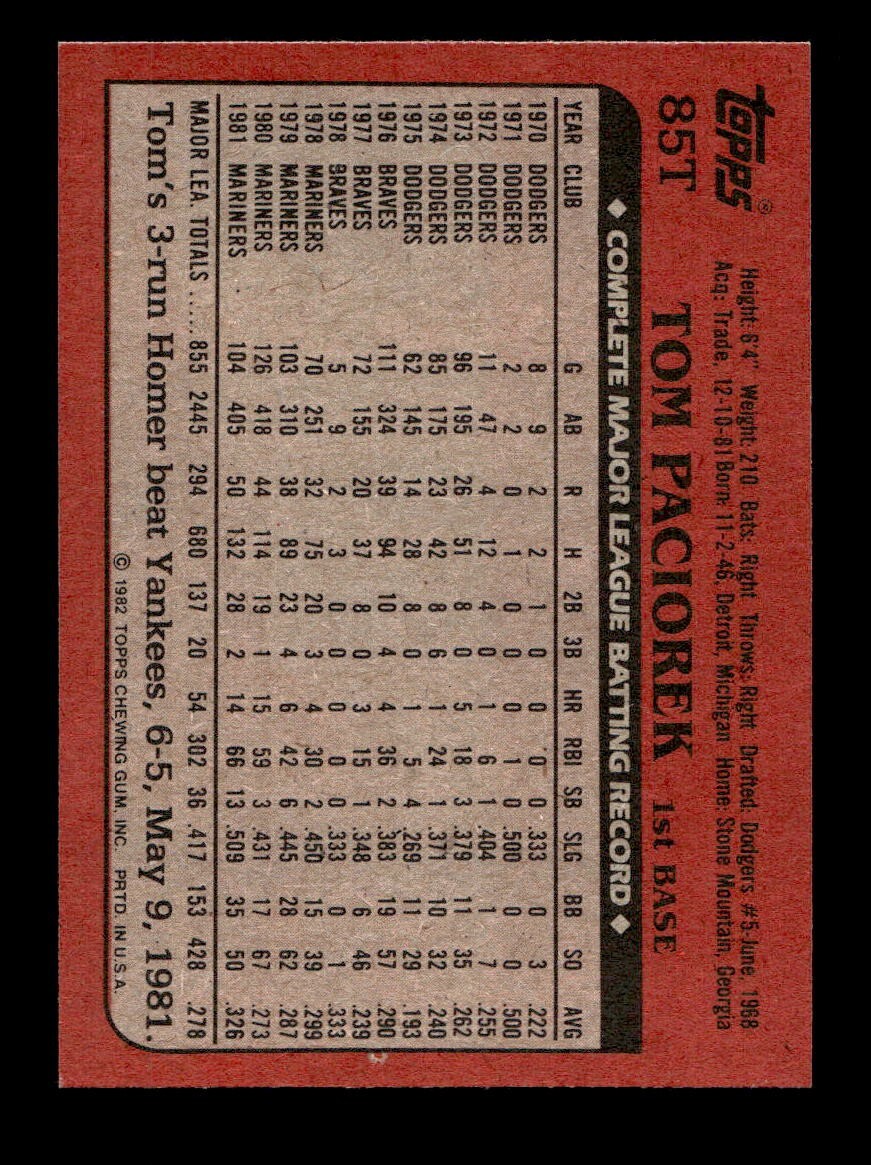 topps®
85T
Height: 6'4" Weight: 210 Bats: Right Throws: Right Drafted: Dodgers #5-June, 1968
Acq: Trade, 12-10-81 Born: 11-2-46, Detroit, Michigan Home: Stone Mountain, Georgia
TOM PACIOREK 1st BASE
◆ COMPLETE MAJOR LEAGUE BATTING RECORD ◆
YEAR CLUB G AB R H 2B 3B HR RBI SB SLG BB SO AVG
1970 DODGERS 8 9 2 2 1 0 0 0 0 .333 0 3 .222
1971 DODGERS 2 2 0 1 0 0 0 1 0 .500 0 0 .500
1972 DODGERS 11 47 4 12 4 0 1 6 1 .404 1 7 .255
1973 DODGERS 96 195 26 51 8 0 5 18 3 .379 11 35 .262
1974 DODGERS 85 175 23 42 8 6 1 24 1 .371 10 32 .240
1975 DODGERS 62 145 14 28 8 0 1 5 4 .269 11 29 .193
1976 BRAVES 111 324 39 94 10 4 4 36 2 .383 19 57 .290
1977 BRAVES 72 155 20 37 8 0 3 15 1 .348 6 46 .239
1978 BRAVES 5 9 2 3 0 0 0 0 0 .333 0 1 .333
1978 MARINERS 70 251 32 75 20 3 4 30 2 .450 15 39 .299
1979 MARINERS 103 310 38 89 23 4 6 42 6 .445 28 62 .287
1980 MARINERS 126 418 44 114 19 1 15 59 3 .431 17 67 .273
1981 MARINERS 104 405 50 132 28 2 14 66 13 .509 35 50 .326
MAJOR LEA. TOTALS ...... 855 2445 294 680 137 20 54 302 36 .417 153 428 .278
Tom's 3-run Homer beat Yankees, 6-5, May 9, 1981.
© 1982 TOPPS CHEWING GUM, INC. PRTD. IN U.S.A.